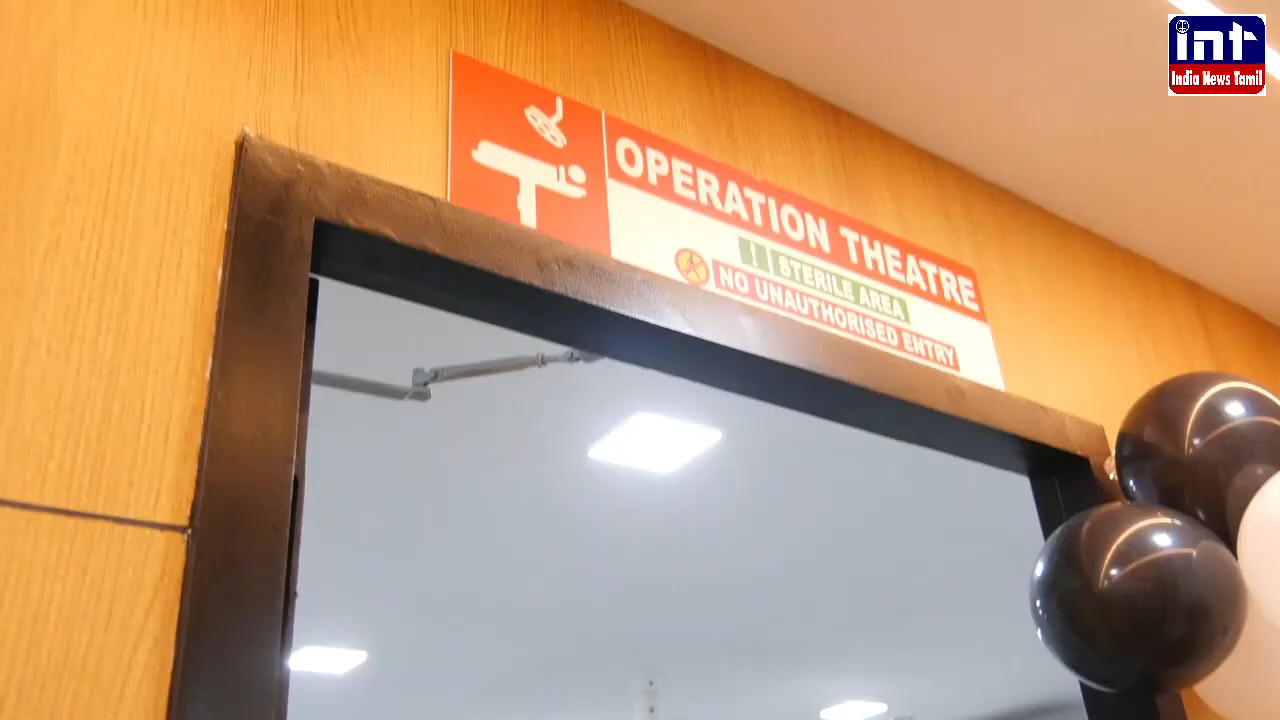 int
India News Tamil
OPERATION THEATRE
! STERILE AREA
NO UNAUTHORISED ENTRY